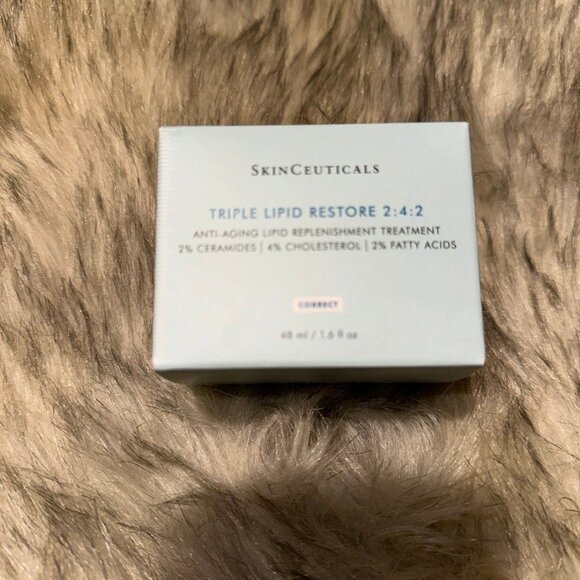 SKINCEUTICALS
TRIPLE LIPID RESTORE 2:4:2
ANTI-AGING LIPID REPLENISHMENT TREATMENT
2% CERAMIDES | 4% CHOLESTEROL | 2% FATTY ACIDS
CORRECT
48 ml / 1.6 fl oz